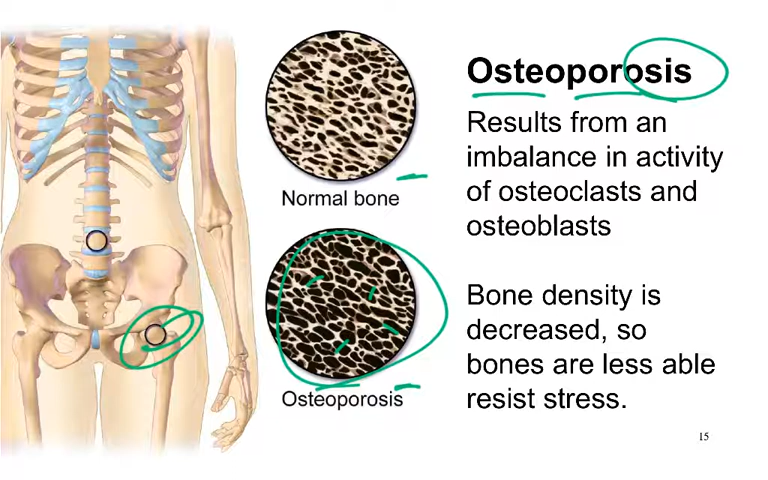 Osteoporosis
Results from an
imbalance in activity
of osteoclasts and
osteoblasts
Bone density is
decreased, so
bones are less able
resist stress.
Normal bone
Osteoporosis
15